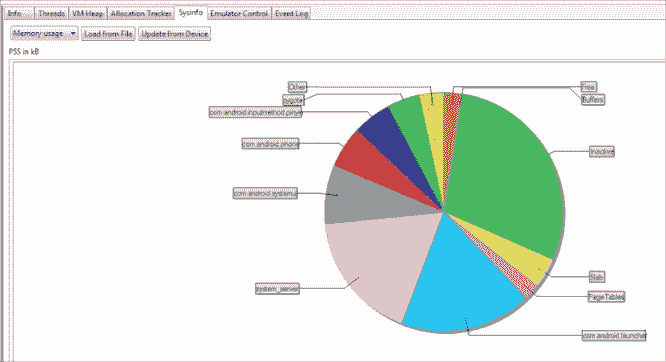 Info Threads VM Heap Allocation Tracker Sysinfo Emulator Control Event Log
Memory usage Load from File Update from Device
PSS in kB
Other
Free
zygote
Buffers
com.android.inputmethod.pinyin
com.android.phone
Inactive
com.android.systemui
Slab
system_server
PageTables
com.android.launcher